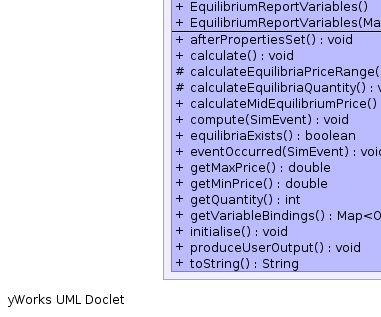 + EquilibriumReportVariables()
+ EquilibriumReportVariables(Ma
+ afterPropertiesSet() : void
+ calculate() : void
# calculateEquilibriaPriceRange(
# calculateEquilibriaQuantity() : v
+ calculateMidEquilibriumPrice()
+ compute(SimEvent) : void
+ equilibriaExists() : boolean
+ eventOccurred(SimEvent) : void
+ getMaxPrice() : double
+ getMinPrice() : double
+ getQuantity() : int
+ getVariableBindings() : Map<O
+ initialise() : void
+ produceUserOutput() : void
+ toString() : String
yWorks UML Doclet